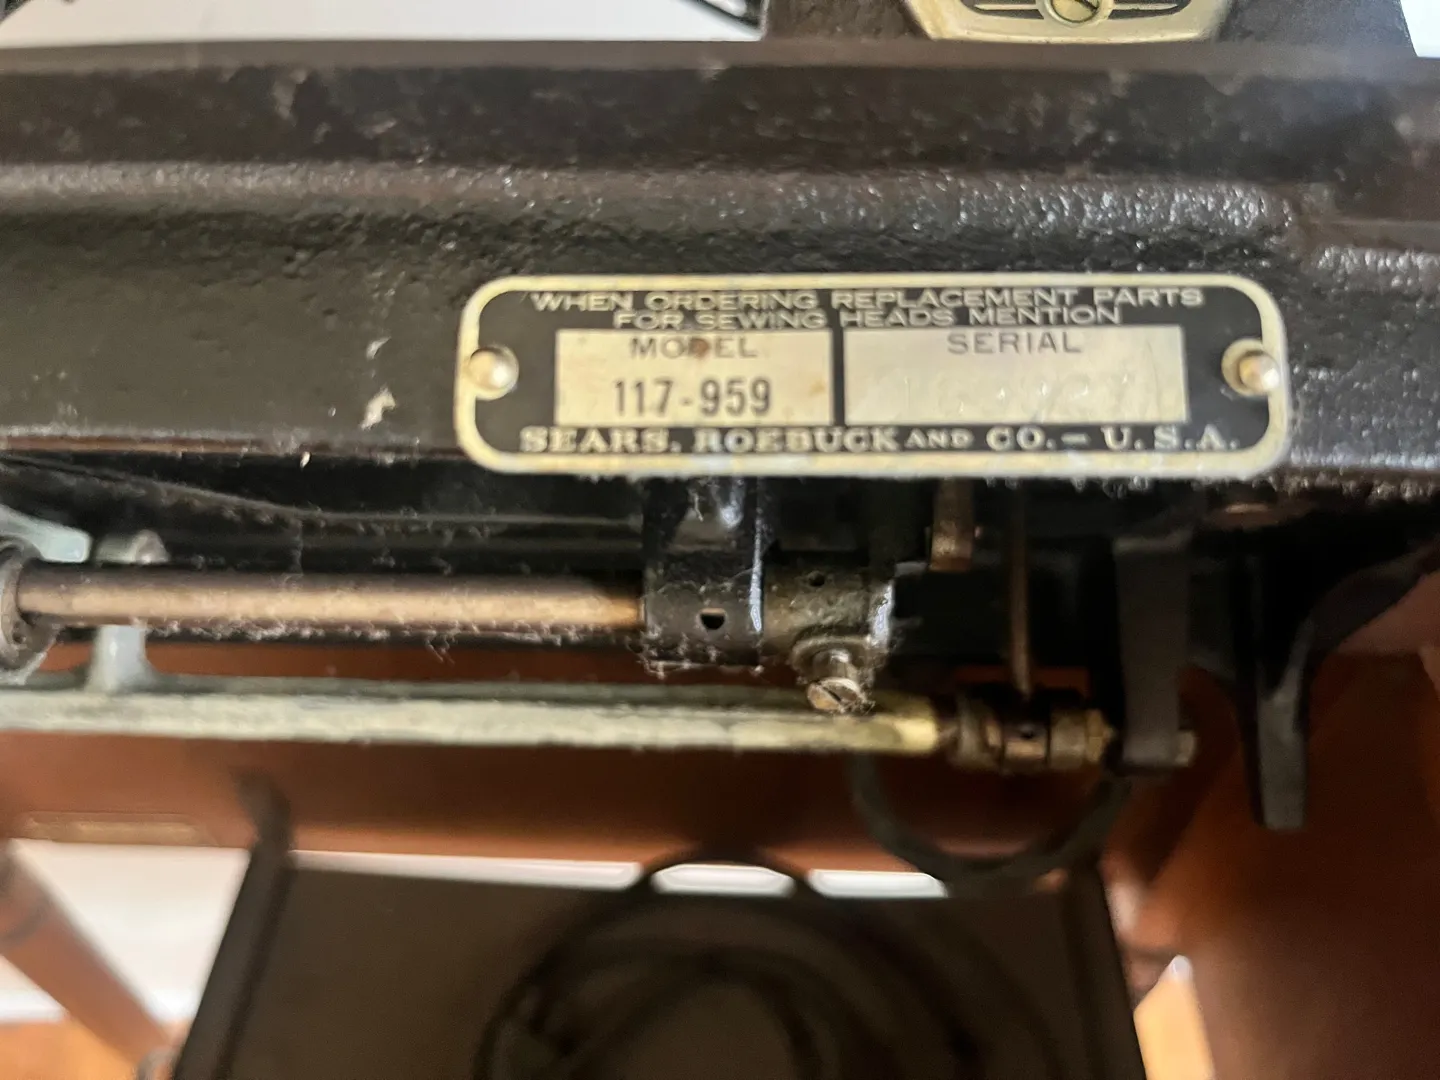 WHEN ORDERING REPLACEMENT PARTS
FOR SEWING HEADS MENTION
MODEL SERIAL
117-959
SEARS, ROEBUCK AND CO. – U.S.A.